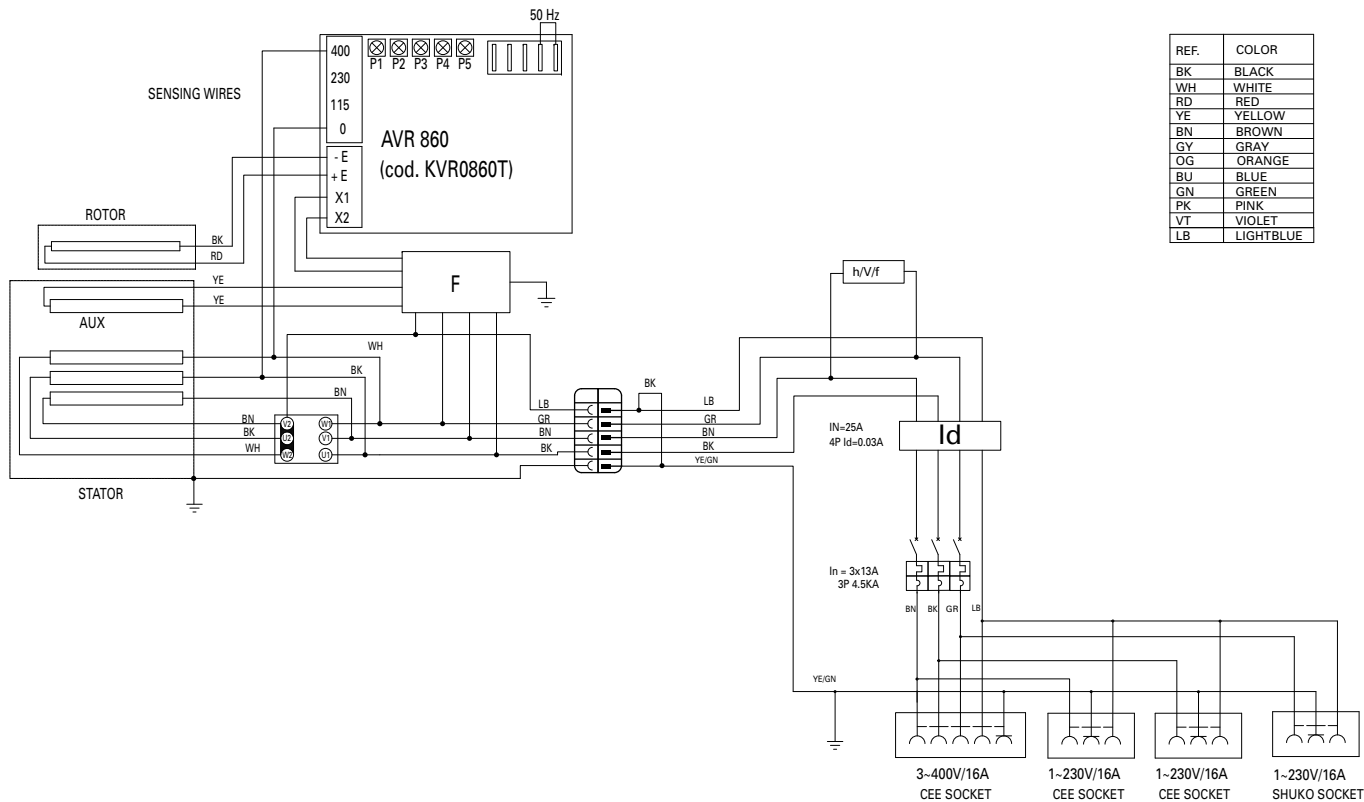 50 Hz
400
P1 P2 P3 P4 P5
230
SENSING WIRES
115
0
AVR 860
(cod. KVR0860T)
- E
+ E
X1
X2
REF. COLOR
BK BLACK
WH WHITE
RD RED
YE YELLOW
BN BROWN
GY GRAY
OG ORANGE
BU BLUE
GN GREEN
PK PINK
VT VIOLET
LB LIGHTBLUE
ROTOR
BK
RD
YE
YE
F
h/V/f
AUX
WH
BK
BN
BK
BN
BK
WH
V2 W1
U2 V1
W2 U1
LB
GR
BN
BK
LB
GR
BN
BK
YE/GN
IN=25A
4P Id=0.03A
Id
STATOR
In = 3x13A
3P 4.5KA
BN BK GR LB
YE/GN
3~400V/16A
CEE SOCKET
1~230V/16A
CEE SOCKET
1~230V/16A
CEE SOCKET
1~230V/16A
SHUKO SOCKET